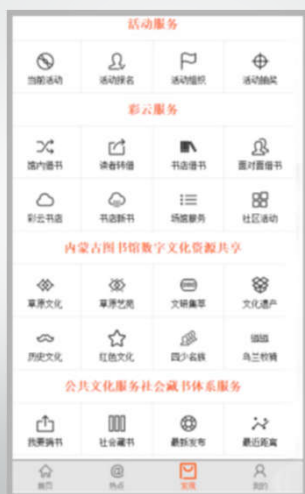 活动服务
当前活动 活动报名 活动组织 活动抽奖
彩云服务
馆内借书 读者转借 书店借书 面对面借书
彩云书店 书店新书 场馆服务 社区活动
内蒙古图书馆数字文化资源共享
草原文化 草原艺苑 文研集萃 文化遗产
历史文化 红色文化 四少名族 乌兰牧骑
公共文化服务社会藏书体系服务
我要捐书 社会藏书 最新发布 最近距离
首页 热点 发现 我的